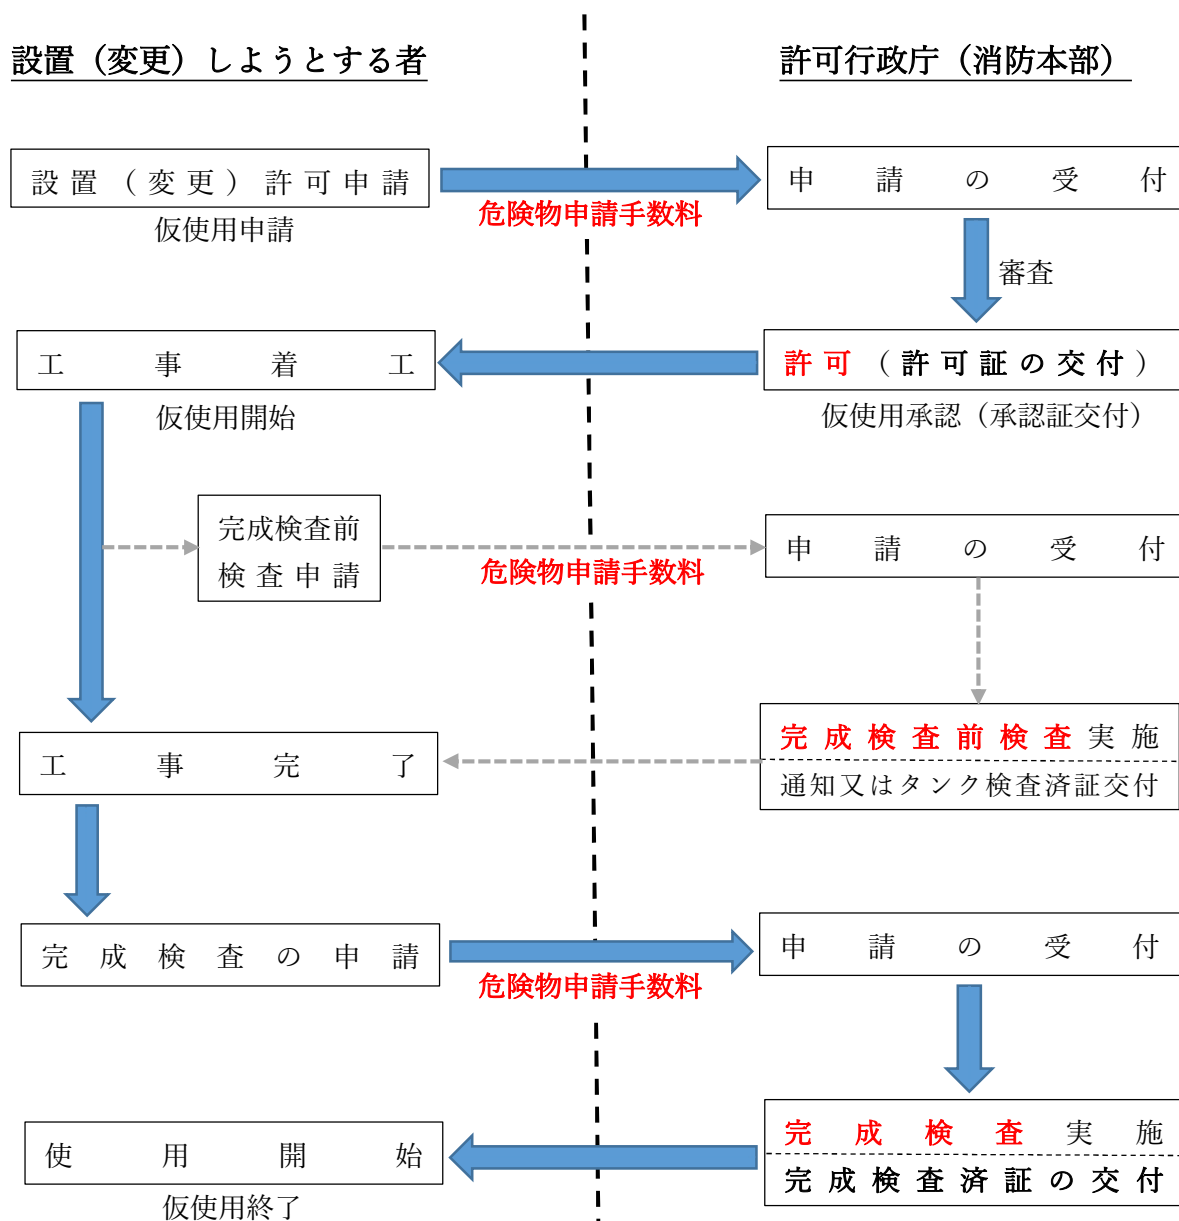 設置（変更）しようとする者
許可行政庁（消防本部）
設置（変更）許可申請
申請の受付
危険物申請手数料
仮使用申請
審査
工事着工
許可（許可証の交付）
仮使用開始
仮使用承認（承認証交付）
完成検査前
検査申請
申請の受付
危険物申請手数料
完成検査前検査実施
通知又はタンク検査済証交付
工事完了
完成検査の申請
申請の受付
危険物申請手数料
完成検査実施
完成検査済証の交付
使用開始
仮使用終了